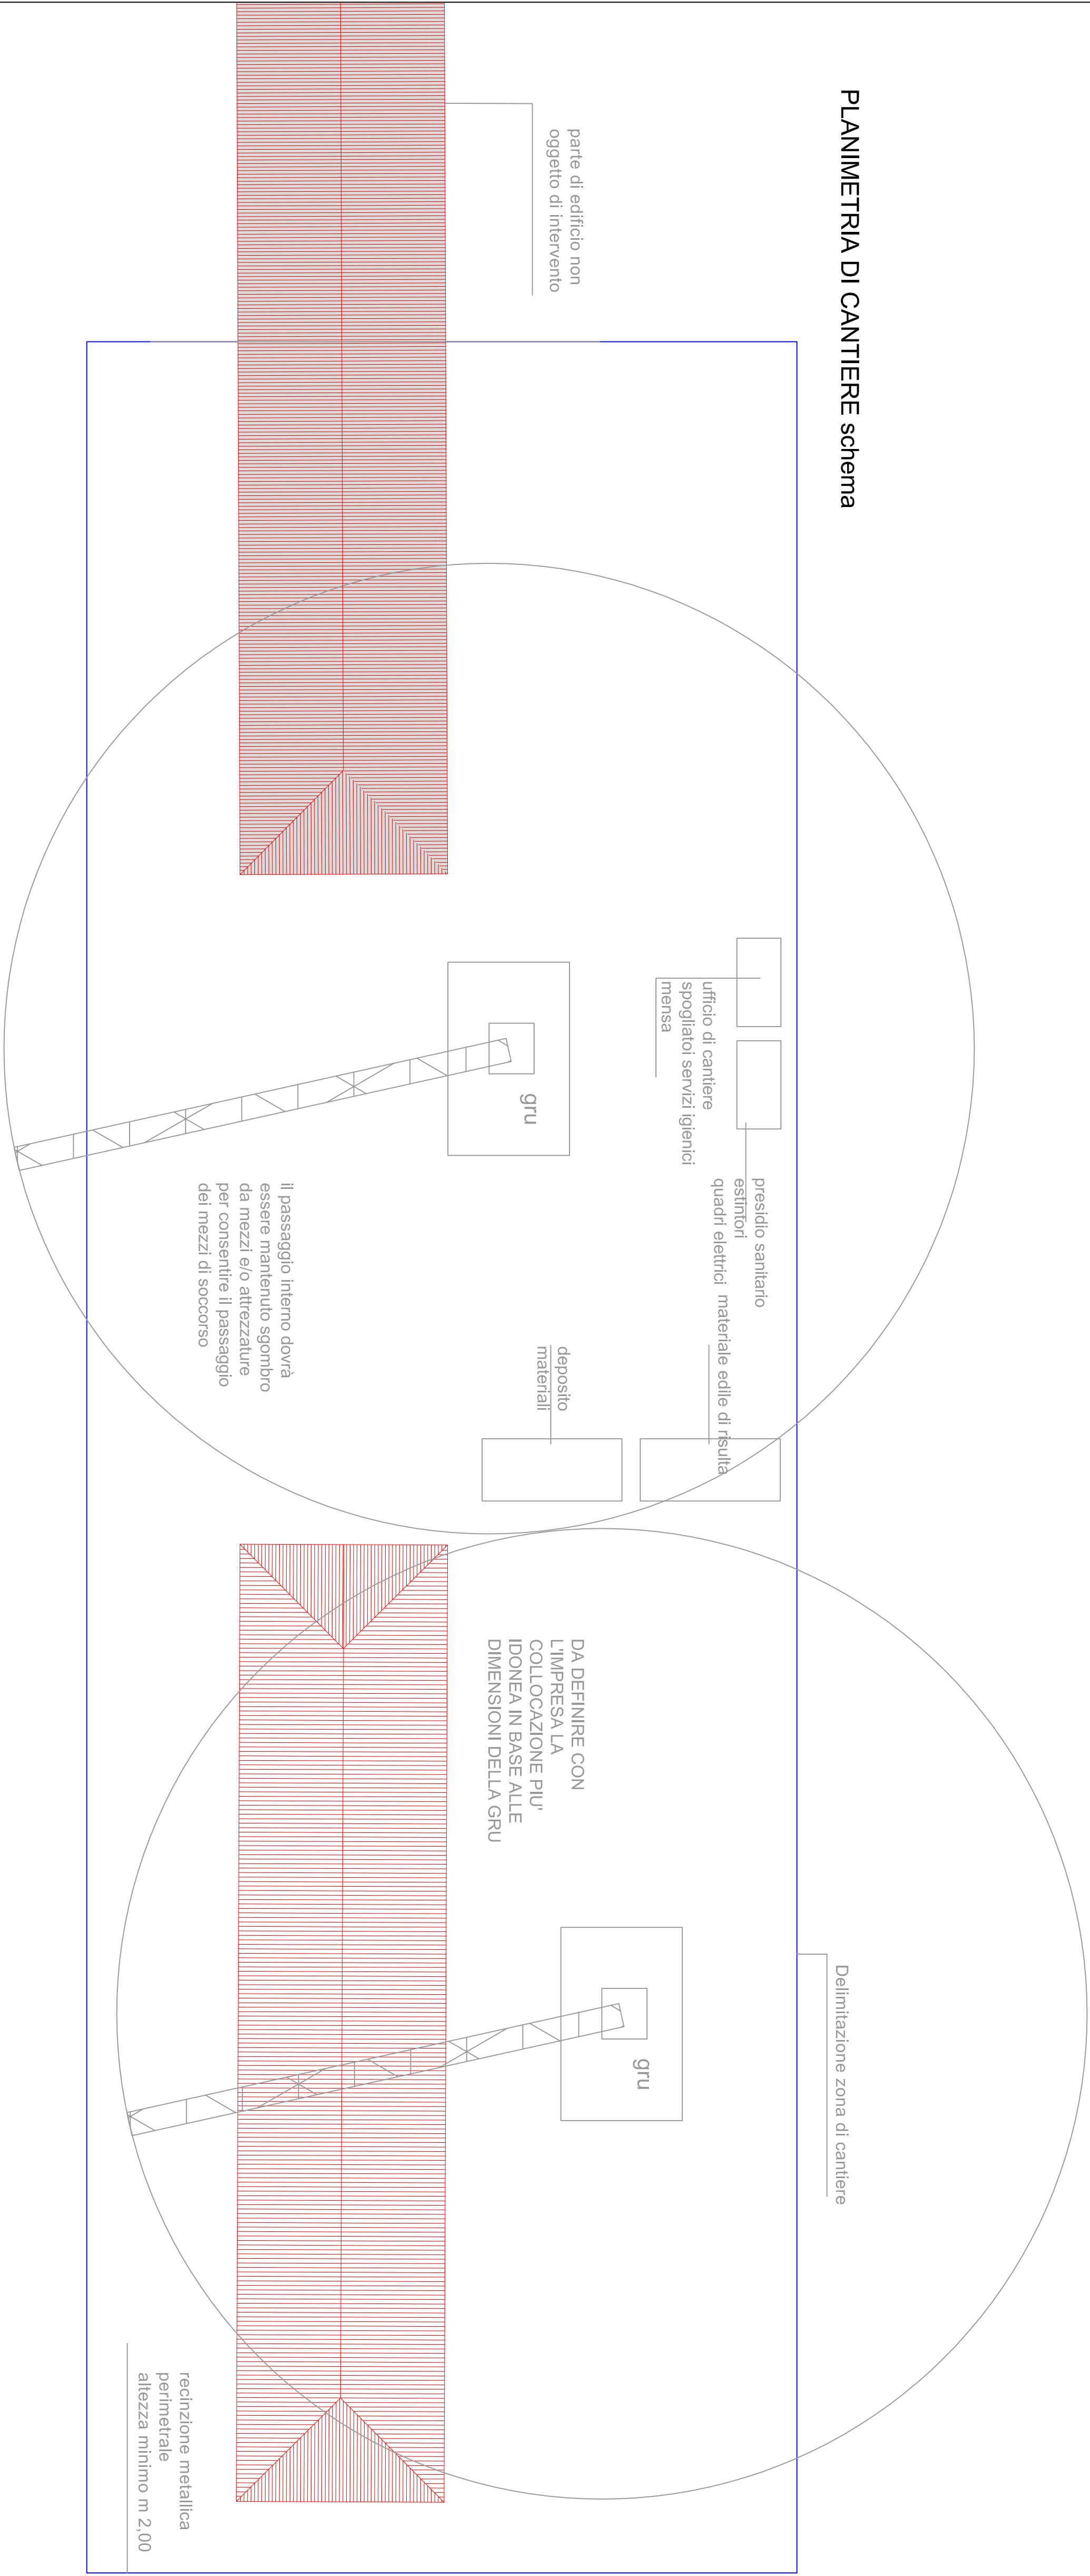 PLANIMETRIA DI CANTIERE schema
parte di edificio non
oggetto di intervento
ufficio di cantiere
spogliatoi servizi igienici
mensa
gru
presidio sanitario
estintori
quadri elettrici
materiale edile di risulta
deposito
materiali
il passaggio interno dovrà
essere mantenuto sgombro
da mezzi e/o attrezzature
per consentire il passaggio
dei mezzi di soccorso
DA DEFINIRE CON
L'IMPRESA LA
COLLOCAZIONE PIU'
IDONEA IN BASE ALLE
DIMENSIONI DELLA GRU
Delimitazione zona di cantiere
gru
recinzione metallica
perimetrale
altezza minimo m 2,00